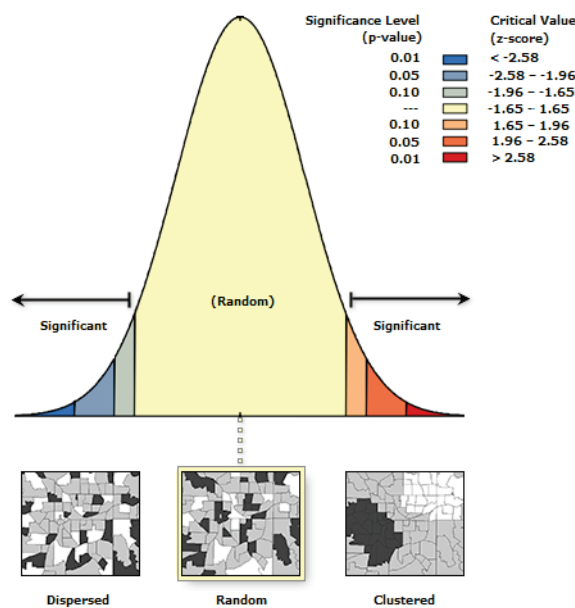 Significance Level Critical Value
(p-value) (z-score)
0.01 < -2.58
0.05 -2.58 – -1.96
0.10 -1.96 – -1.65
--- -1.65 – 1.65
0.10 1.65 – 1.96
0.05 1.96 – 2.58
0.01 > 2.58
(Random)
Significant Significant
Dispersed Random Clustered